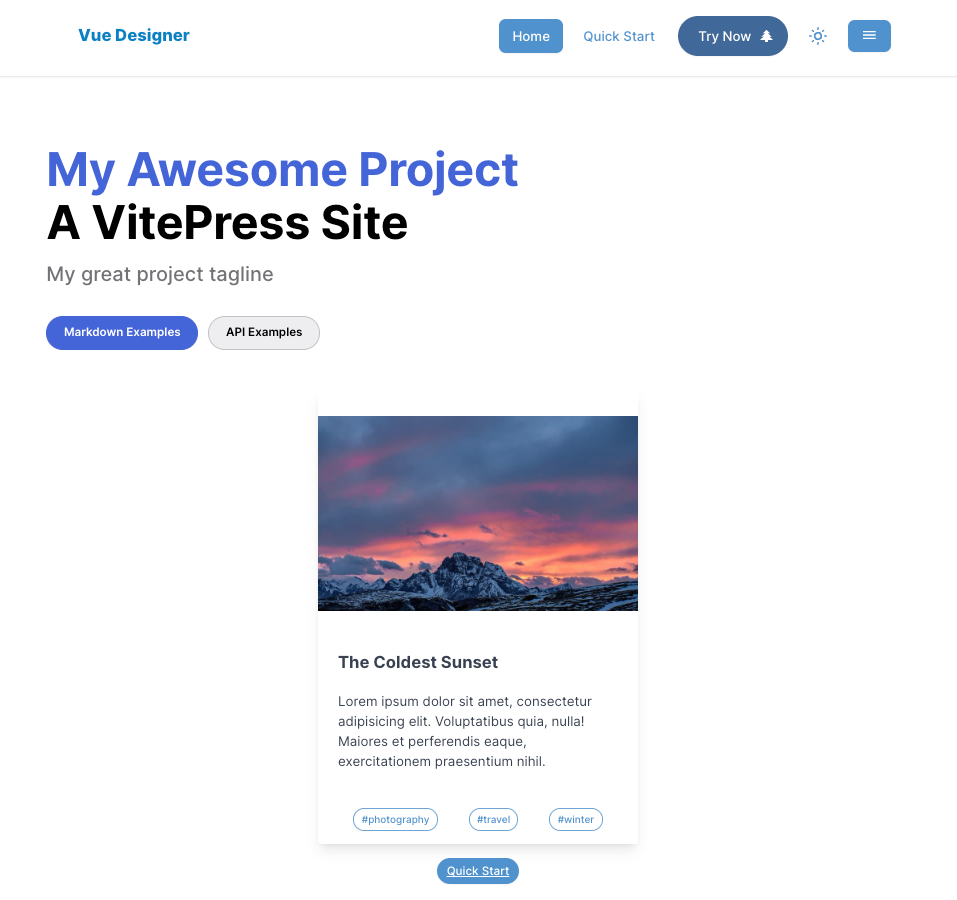 Vue Designer
Home
Quick Start
Try Now
My Awesome Project
A VitePress Site
My great project tagline
Markdown Examples
API Examples
The Coldest Sunset
Lorem ipsum dolor sit amet, consectetur
adipisicing elit. Voluptatibus quia, nulla!
Maiores et perferendis eaque,
exercitationem praesentium nihil.
#photography
#travel
#winter
Quick Start